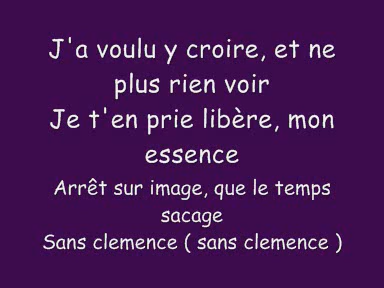 J'a voulu y croire, et ne
plus rien voir
Je t'en prie libère, mon
essence
Arrêt sur image, que le temps
sacage
Sans clemence ( sans clemence )